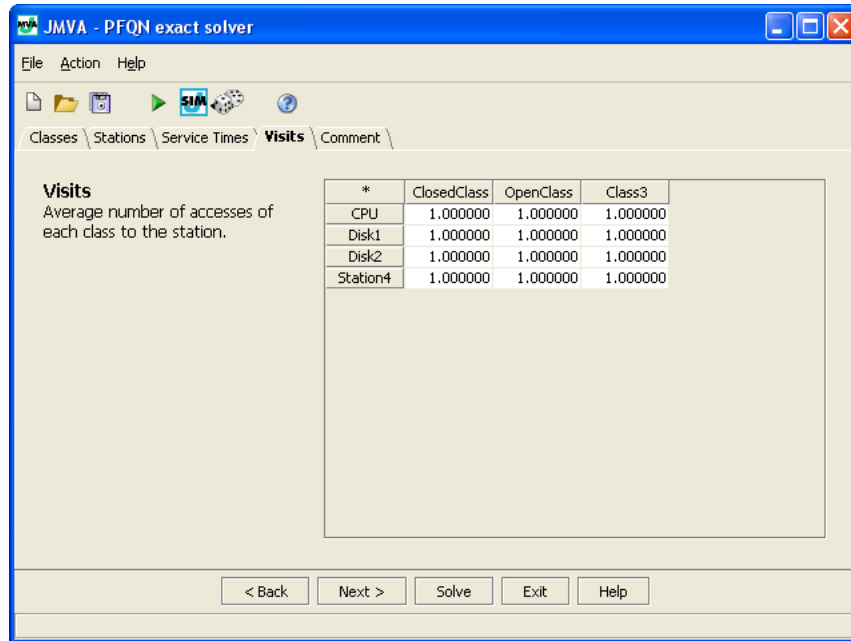 JMVA - PFQN exact solver
File Action Help
SIM
Classes Stations Service Times Visits Comment
Visits
Average number of accesses of
each class to the station.
* ClosedClass OpenClass Class3
CPU 1.000000 1.000000 1.000000
Disk1 1.000000 1.000000 1.000000
Disk2 1.000000 1.000000 1.000000
Station4 1.000000 1.000000 1.000000
< Back Next > Solve Exit Help